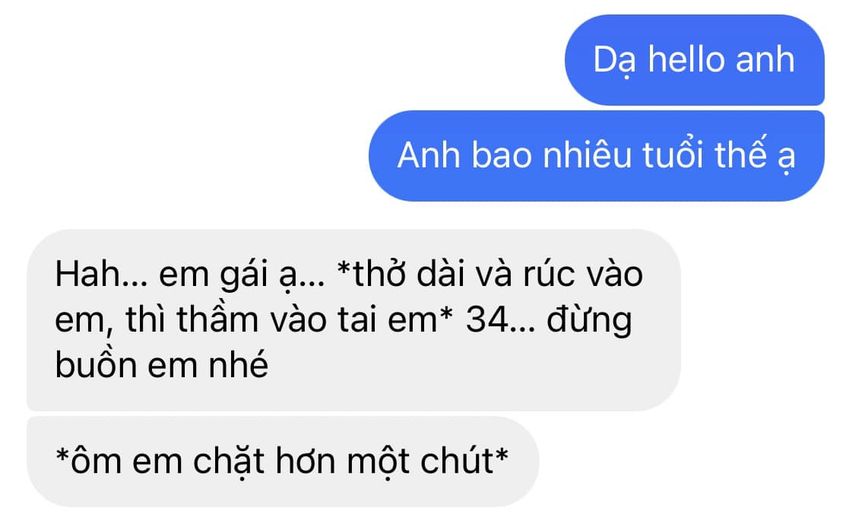 Dạ hello anh
Anh bao nhiêu tuổi thế ạ
Hah... em gái ạ... *thở dài và rúc vào
em, thì thầm vào tai em* 34... đừng
buồn em nhé
*ôm em chặt hơn một chút*